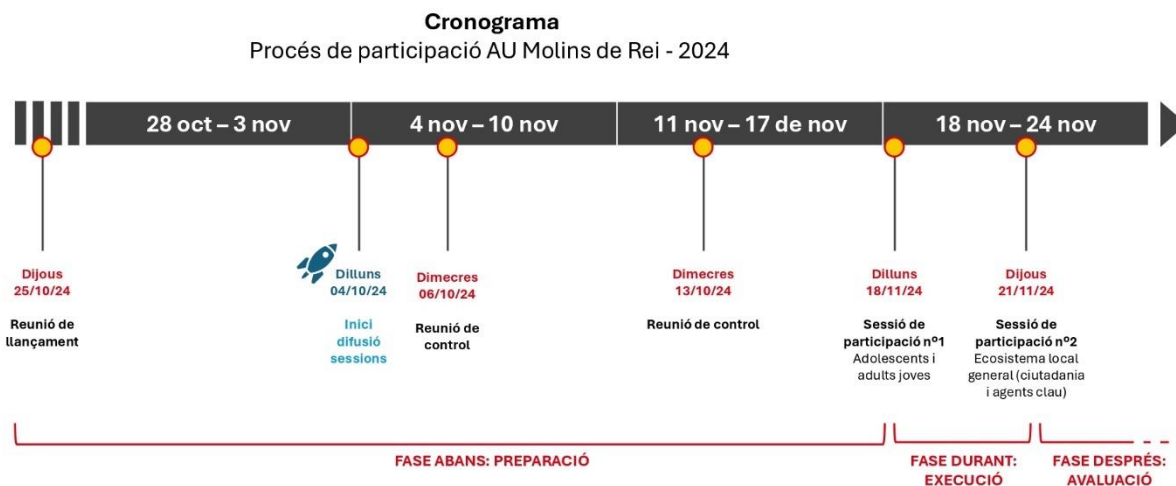 Cronograma
Procés de participació AU Molins de Rei - 2024
28 oct – 3 nov
4 nov – 10 nov
11 nov – 17 de nov
18 nov – 24 nov
Dijous
25/10/24
Reunió de
llançament
Dilluns
04/10/24
Inici
difusió
sessions
Dimecres
06/10/24
Reunió de
control
Dimecres
13/10/24
Reunió de control
Dilluns
18/11/24
Sessió de
participació nº1
Adolescents i
adults joves
Dijous
21/11/24
Sessió de
participació nº2
Ecosistema local
general (ciutadania
i agents clau)
FASE ABANS: PREPARACIÓ
FASE DURANT:
EXECUCIÓ
FASE DESPRÉS:
AVALUACIÓ